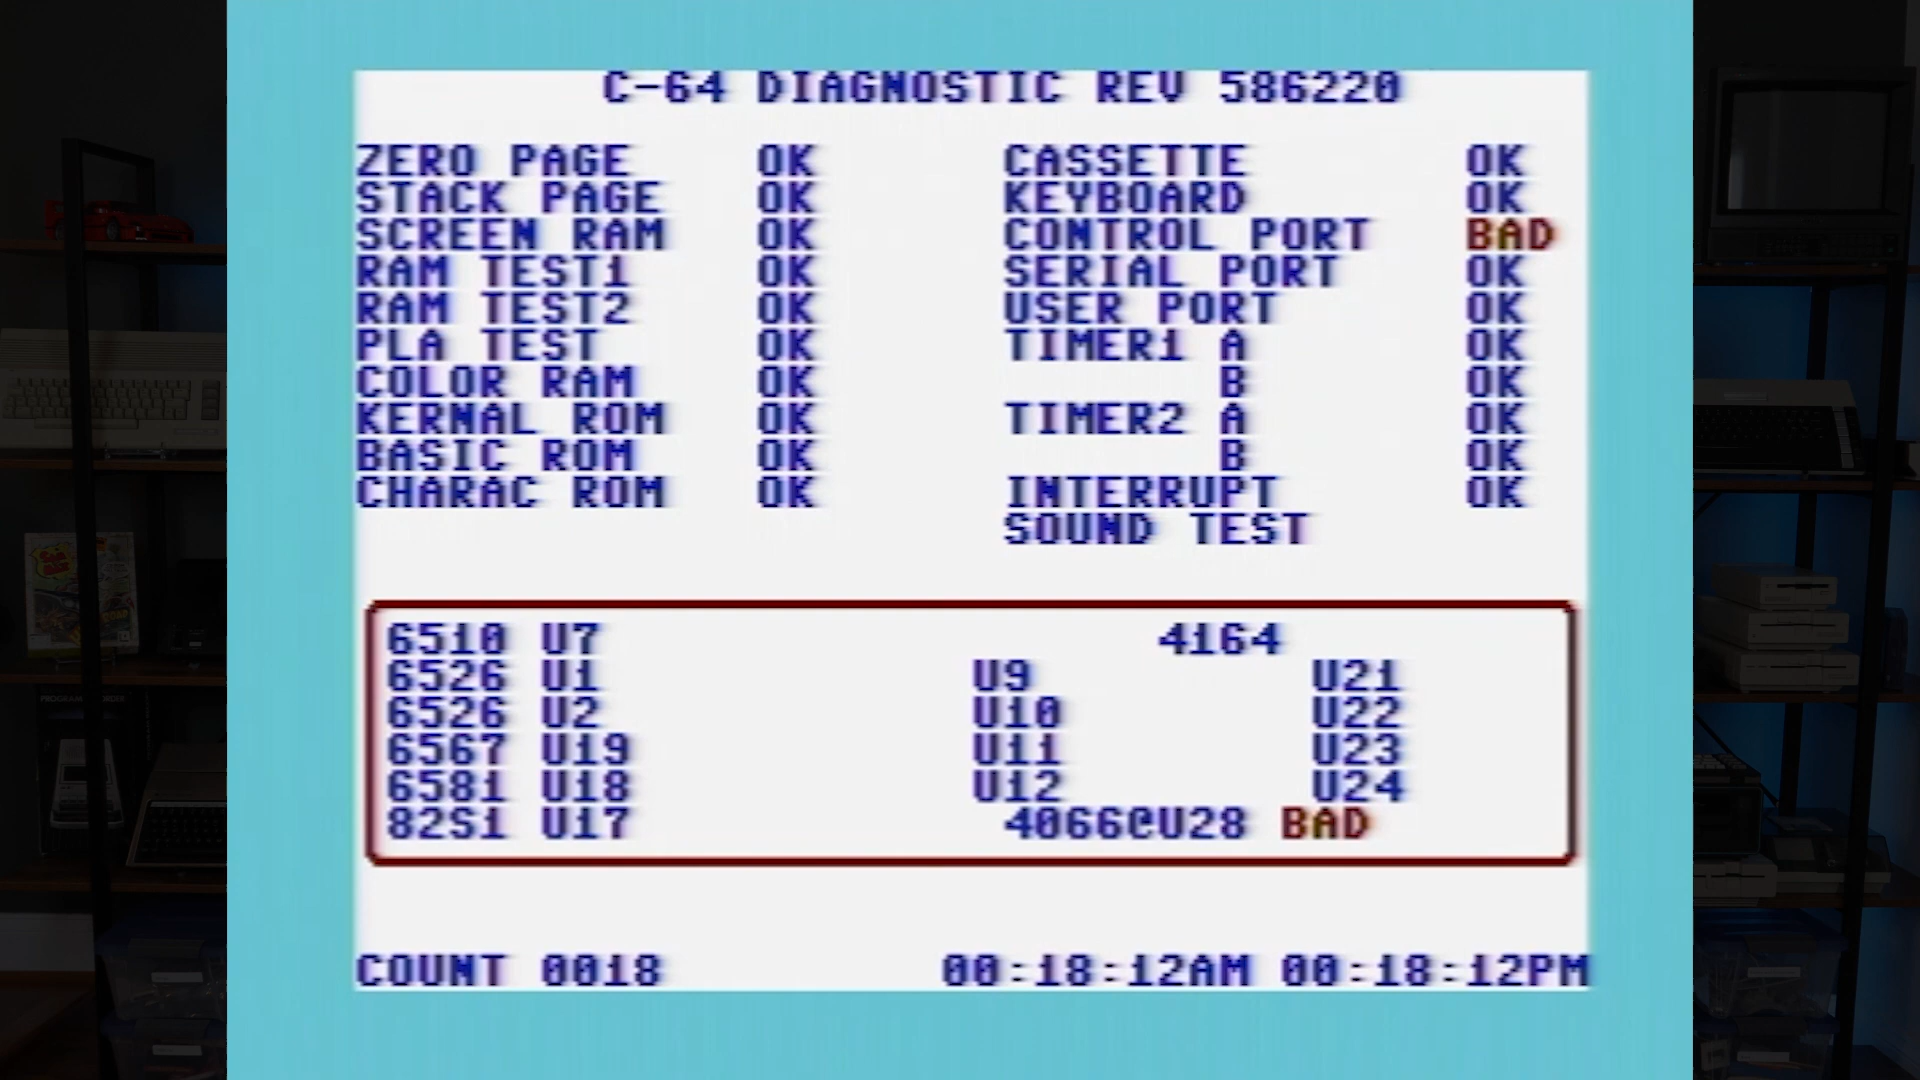 C-64 DIAGNOSTIC REV 586220
ZERO PAGE OK CASSETTE OK
STACK PAGE OK KEYBOARD OK
SCREEN RAM OK CONTROL PORT BAD
RAM TEST1 OK SERIAL PORT OK
RAM TEST2 OK USER PORT OK
PLA TEST OK TIMER1 A OK
COLOR RAM OK B OK
KERNAL ROM OK TIMER2 A OK
BASIC ROM OK B OK
CHARAC ROM OK INTERRUPT OK
SOUND TEST
6510 U7 4164
6526 U1 U9 U21
6526 U2 U10 U22
6567 U19 U11 U23
6581 U18 U12 U24
82S1 U17 4066@U28 BAD
COUNT 0018 00:18:12AM 00:18:12PM